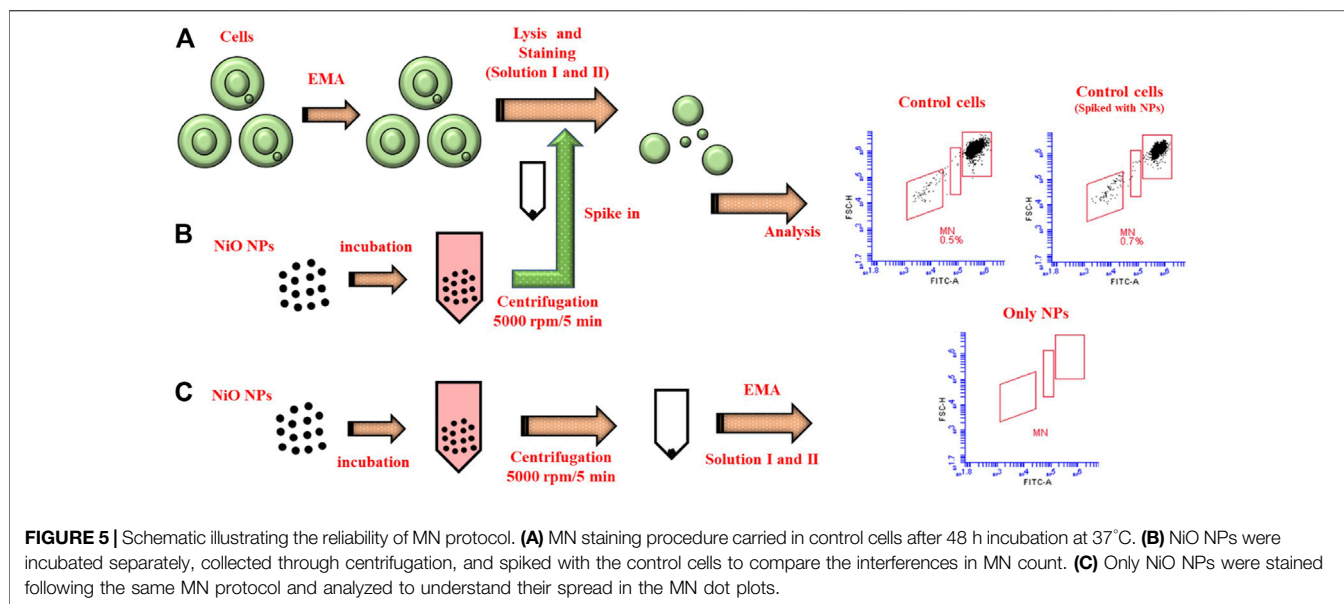 A
Cells
EMA
Lysis and
Staining
(Solution I and II)
Spike in
Analysis
Control cells
FSC-H
MN
0.5%
FITC-A
Control cells
(Spiked with NPs)
FSC-H
MN
0.7%
FITC-A
B
NiO NPs
incubation
Centrifugation
5000 rpm/5 min
Only NPs
FSC-H
MN
FITC-A
C
NiO NPs
incubation
Centrifugation
5000 rpm/5 min
EMA
Solution I and II
FIGURE 5 | Schematic illustrating the reliability of MN protocol. (A) MN staining procedure carried in control cells after 48 h incubation at 37°C. (B) NiO NPs were
incubated separately, collected through centrifugation, and spiked with the control cells to compare the interferences in MN count. (C) Only NiO NPs were stained
following the same MN protocol and analyzed to understand their spread in the MN dot plots.